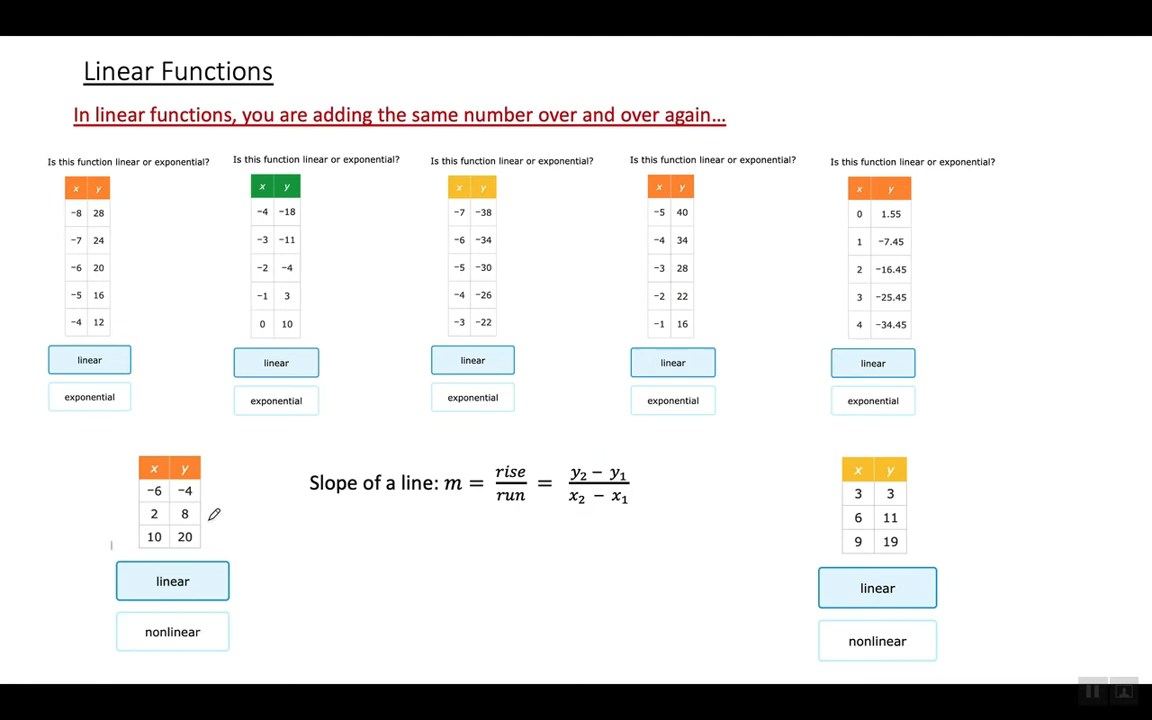 Linear Functions
In linear functions, you are adding the same number over and over again...
Is this function linear or exponential?
x y
−8 28
−7 24
−6 20
−5 16
−4 12
linear
exponential
Is this function linear or exponential?
x y
−4 −18
−3 −11
−2 −4
−1 3
0 10
linear
exponential
Is this function linear or exponential?
x y
−7 −38
−6 −34
−5 −30
−4 −26
−3 −22
linear
exponential
Is this function linear or exponential?
x y
−5 40
−4 34
−3 28
−2 22
−1 16
linear
exponential
Is this function linear or exponential?
x y
0 1.55
1 −7.45
2 −16.45
3 −25.45
4 −34.45
linear
exponential
x y
−6 −4
2 8
10 20
linear
nonlinear
Slope of a line: m = rise/run = (y₂ − y₁)/(x₂ − x₁)
x y
3 3
6 11
9 19
linear
nonlinear